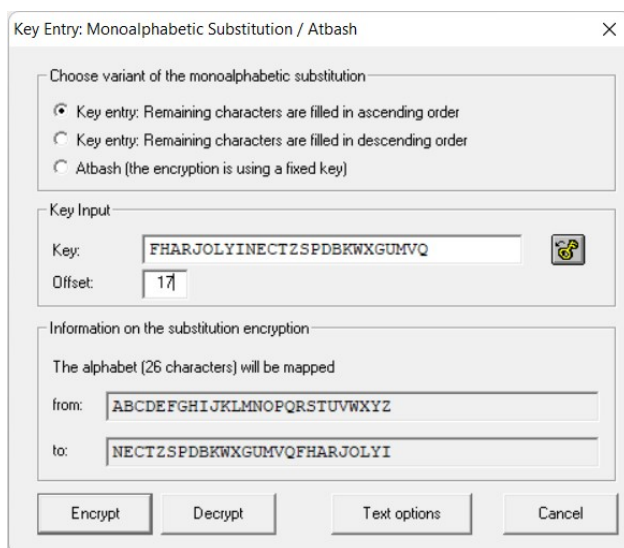 Key Entry: Monoalphabetic Substitution / Atbash
Choose variant of the monoalphabetic substitution
Key entry: Remaining characters are filled in ascending order
Key entry: Remaining characters are filled in descending order
Atbash (the encryption is using a fixed key)
Key Input
Key: FHARJOLYINECTZSPDBKWXGUMVQ
Offset: 17
Information on the substitution encryption
The alphabet (26 characters) will be mapped
from: ABCDEFGHIJKLMNOPQRSTUVWXYZ
to: NECTZSPDBKWXGUMVQFHARJOLYI
Encrypt Decrypt Text options Cancel